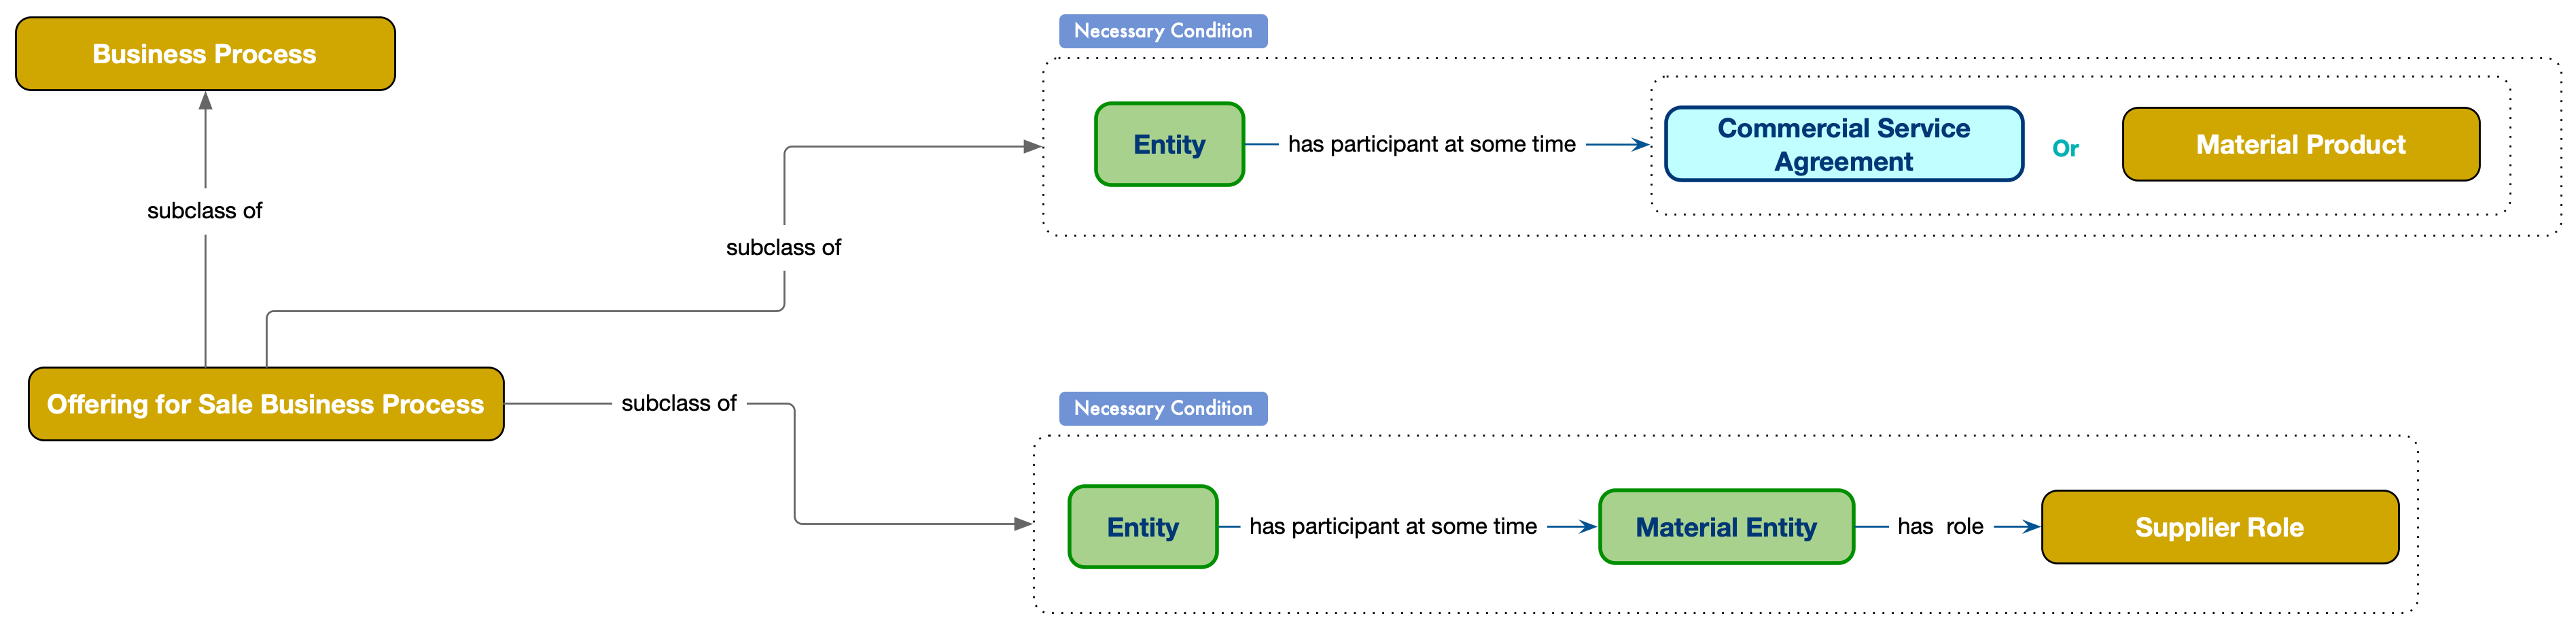 Necessary Condition
Business Process
Entity
has participant at some time
Commercial Service
Agreement
Or
Material Product
subclass of
subclass of
Necessary Condition
Offering for Sale Business Process
subclass of
Entity
has participant at some time
Material Entity
has role
Supplier Role